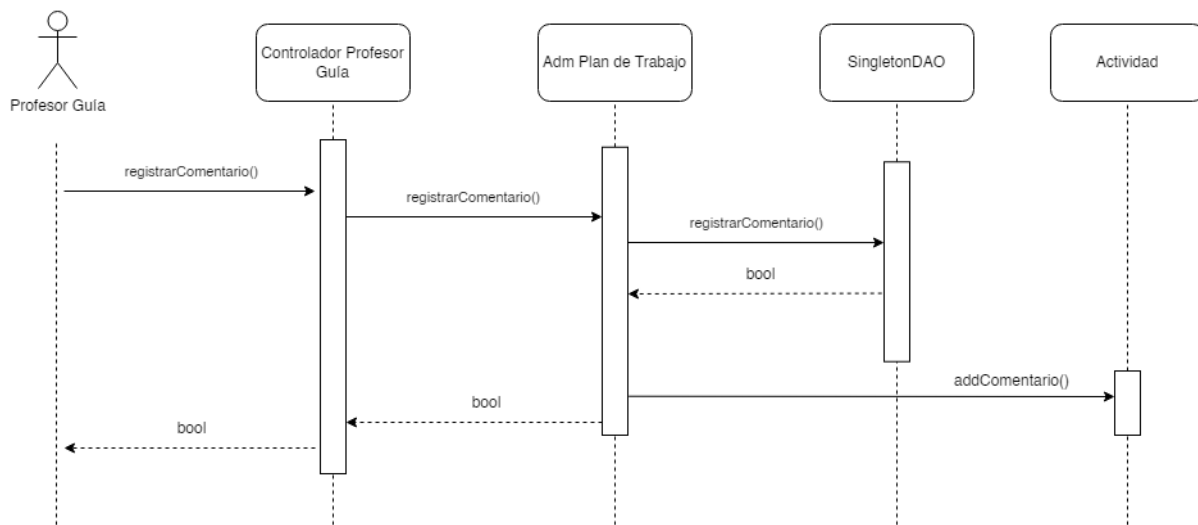 Profesor Guía
Controlador Profesor
Guía
Adm Plan de Trabajo
SingletonDAO
Actividad
registrarComentario()
registrarComentario()
registrarComentario()
bool
addComentario()
bool
bool